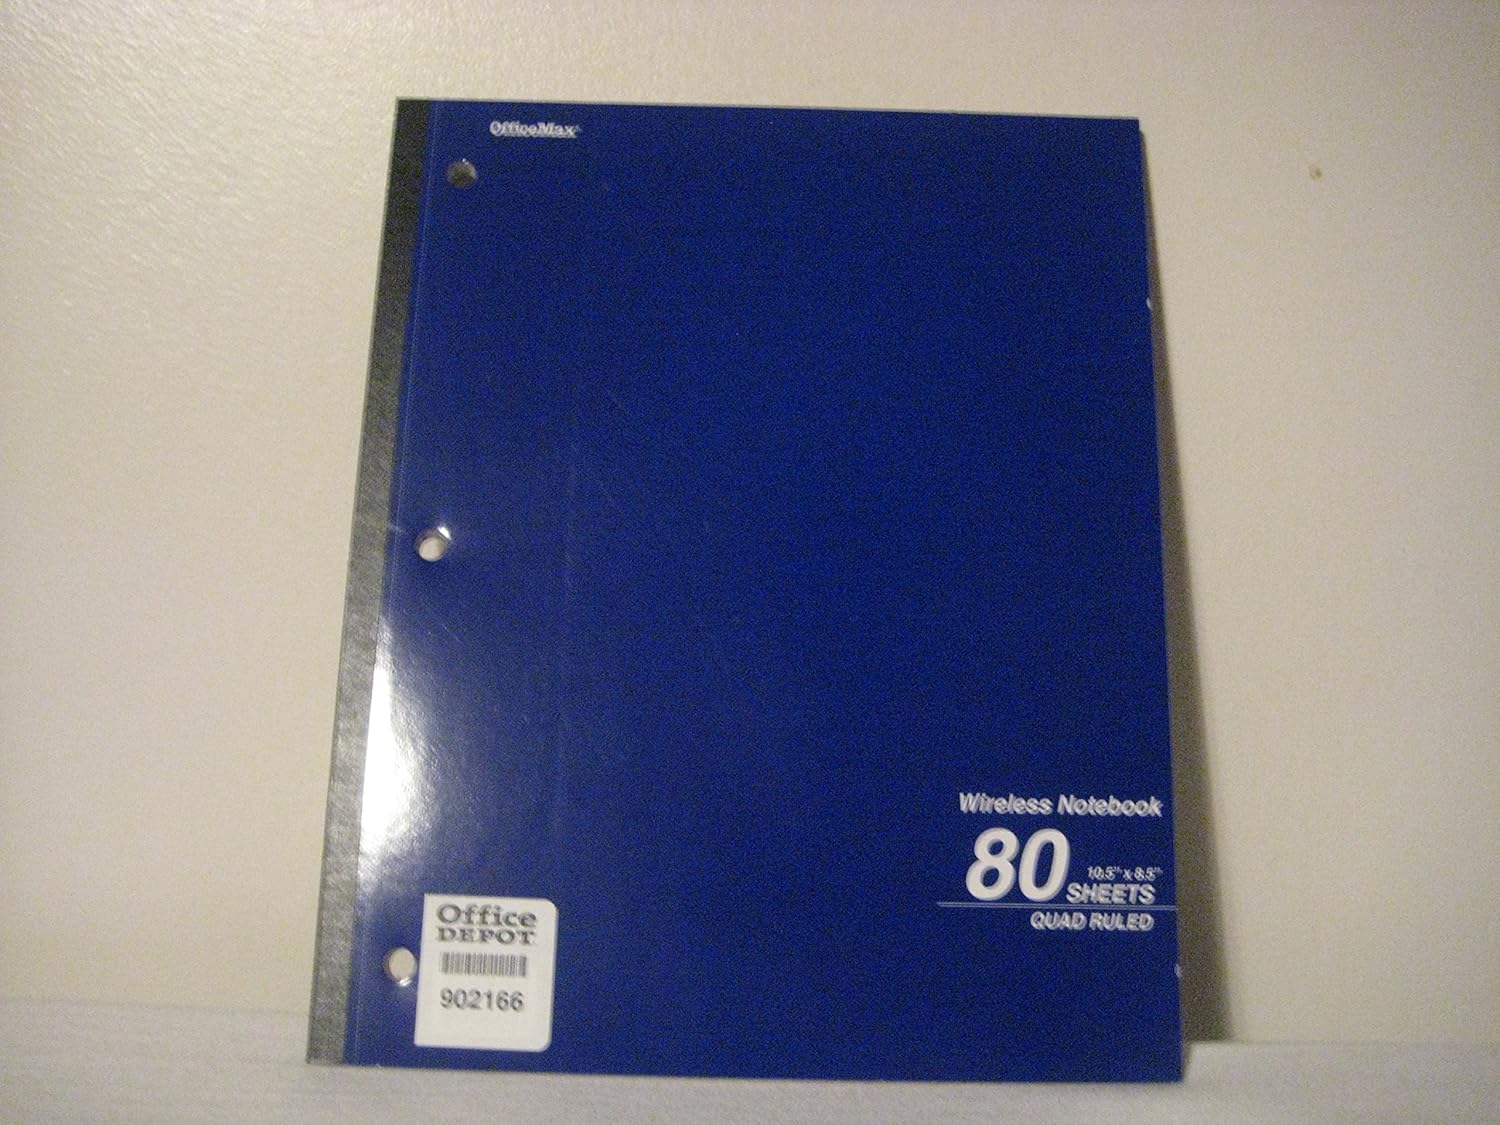 OfficeMax
Wireless Notebook
80
10.5" x 8.5"
SHEETS
QUAD RULED
Office
DEPOT
902166